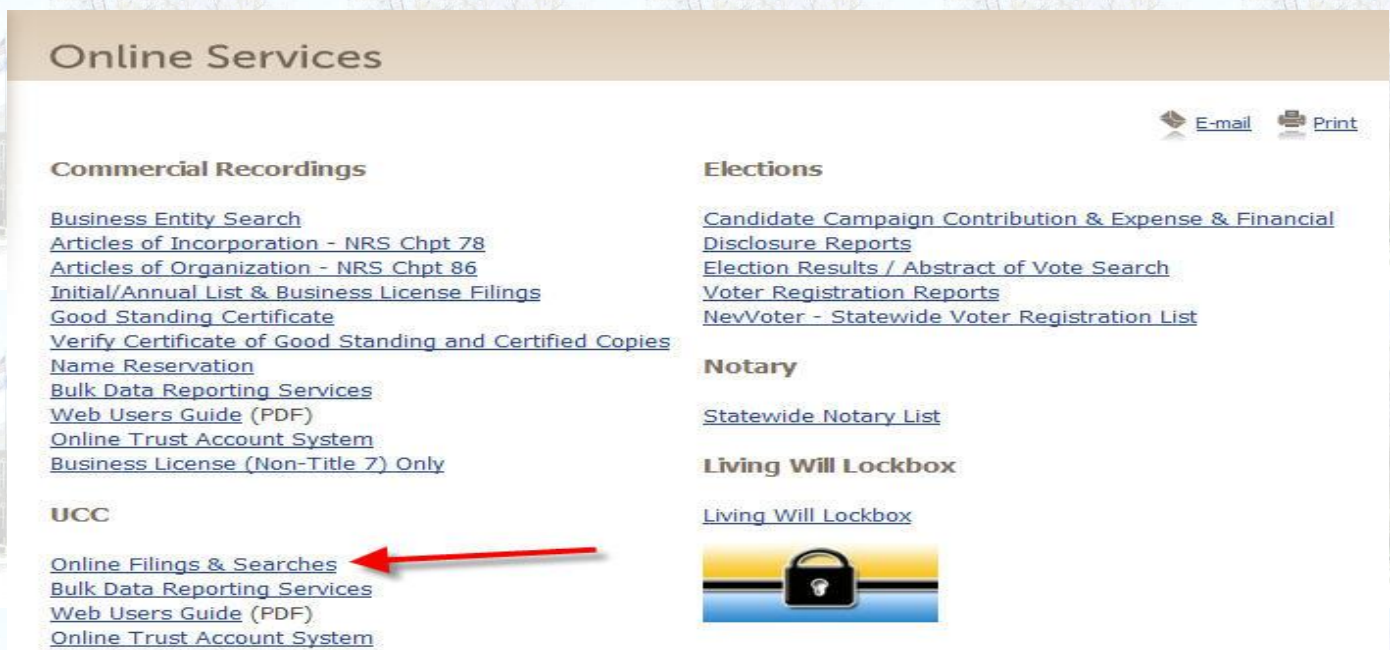 Online Services
E-mail Print
Commercial Recordings
Business Entity Search
Articles of Incorporation - NRS Chpt 78
Articles of Organization - NRS Chpt 86
Initial/Annual List & Business License Filings
Good Standing Certificate
Verify Certificate of Good Standing and Certified Copies
Name Reservation
Bulk Data Reporting Services
Web Users Guide (PDF)
Online Trust Account System
Business License (Non-Title 7) Only
UCC
Online Filings & Searches
Bulk Data Reporting Services
Web Users Guide (PDF)
Online Trust Account System
Elections
Candidate Campaign Contribution & Expense & Financial
Disclosure Reports
Election Results / Abstract of Vote Search
Voter Registration Reports
NevVoter - Statewide Voter Registration List
Notary
Statewide Notary List
Living Will Lockbox
Living Will Lockbox